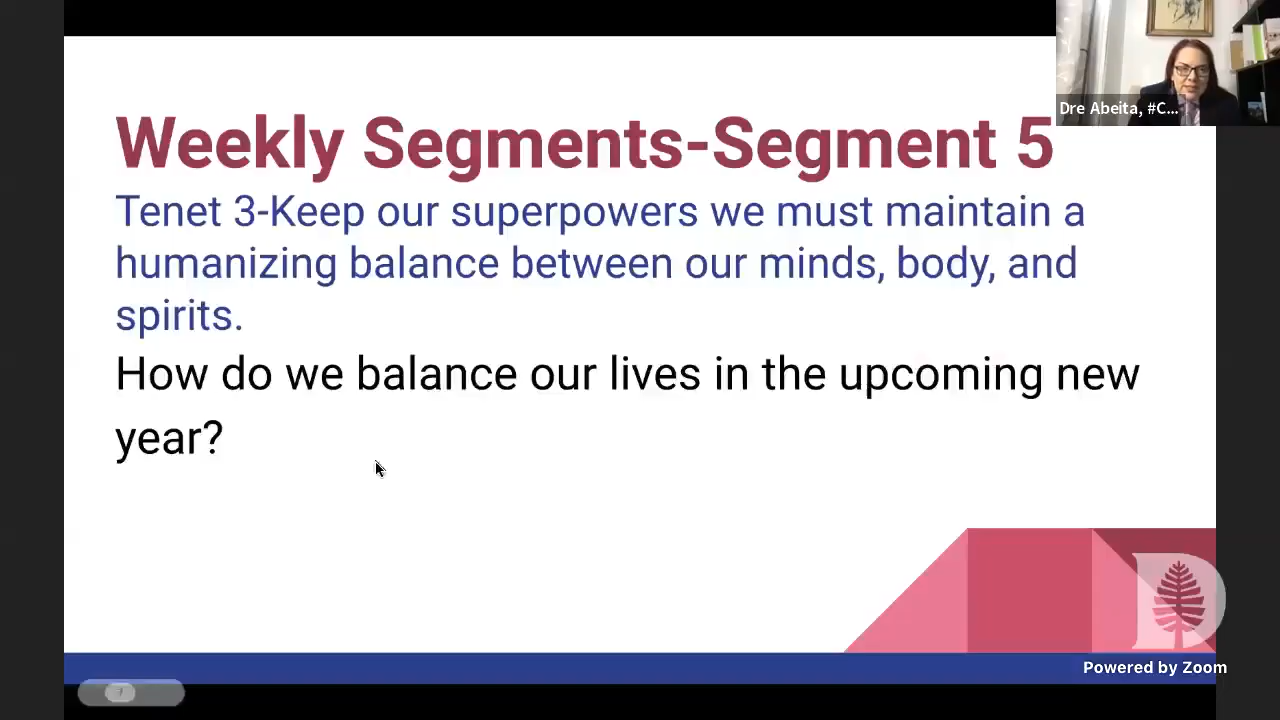 Dre Abeita, #C...
Weekly Segments-Segment 5
Tenet 3-Keep our superpowers we must maintain a
humanizing balance between our minds, body, and
spirits.
How do we balance our lives in the upcoming new
year?
D
Powered by Zoom